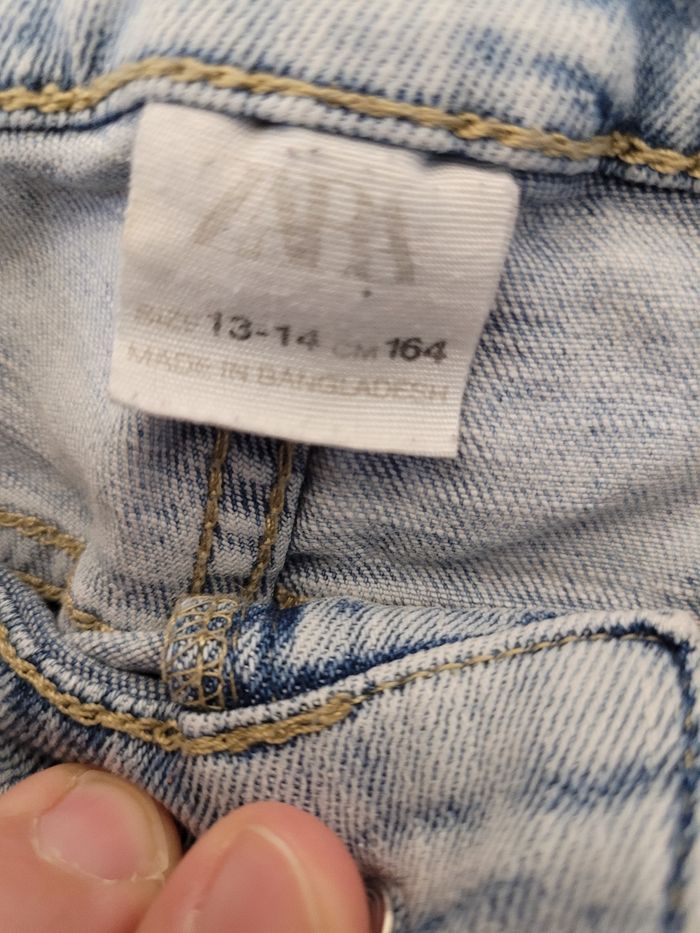 ZARA
SIZE 13-14 CM 164
MADE IN BANGLADESH